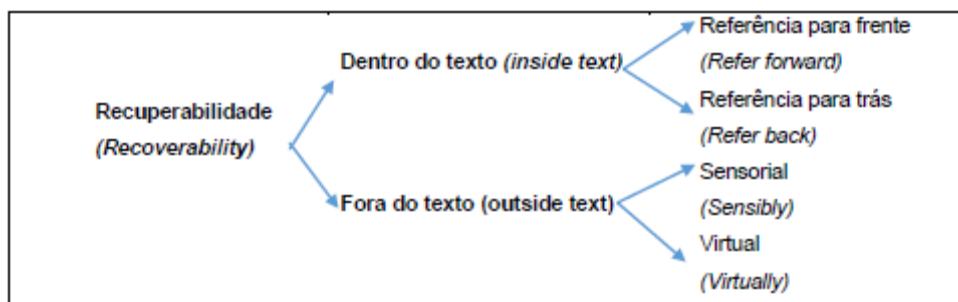 Recuperabilidade
(Recoverability)
Dentro do texto (inside text)
Referência para frente
(Refer forward)
Referência para trás
(Refer back)
Fora do texto (outside text)
Sensorial
(Sensibly)
Virtual
(Virtually)